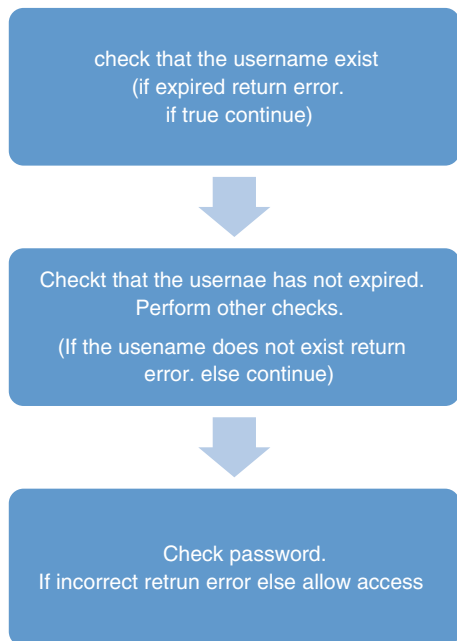 check that the username exist
(if expired return error.
if true continue)
Checkt that the usernae has not expired.
Perform other checks.
(If the usename does not exist return
error. else continue)
Check password.
If incorrect retrun error else allow access